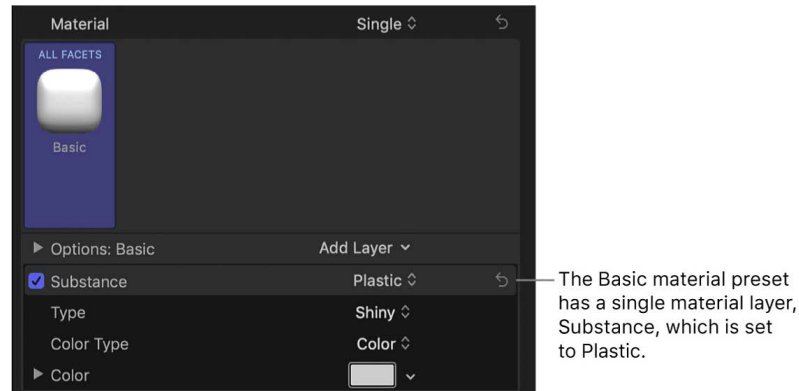 Material Single
ALL FACETS
Basic
Options: Basic Add Layer
Substance Plastic
Type Shiny
Color Type Color
Color
The Basic material preset
has a single material layer,
Substance, which is set
to Plastic.